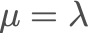 μ = λ